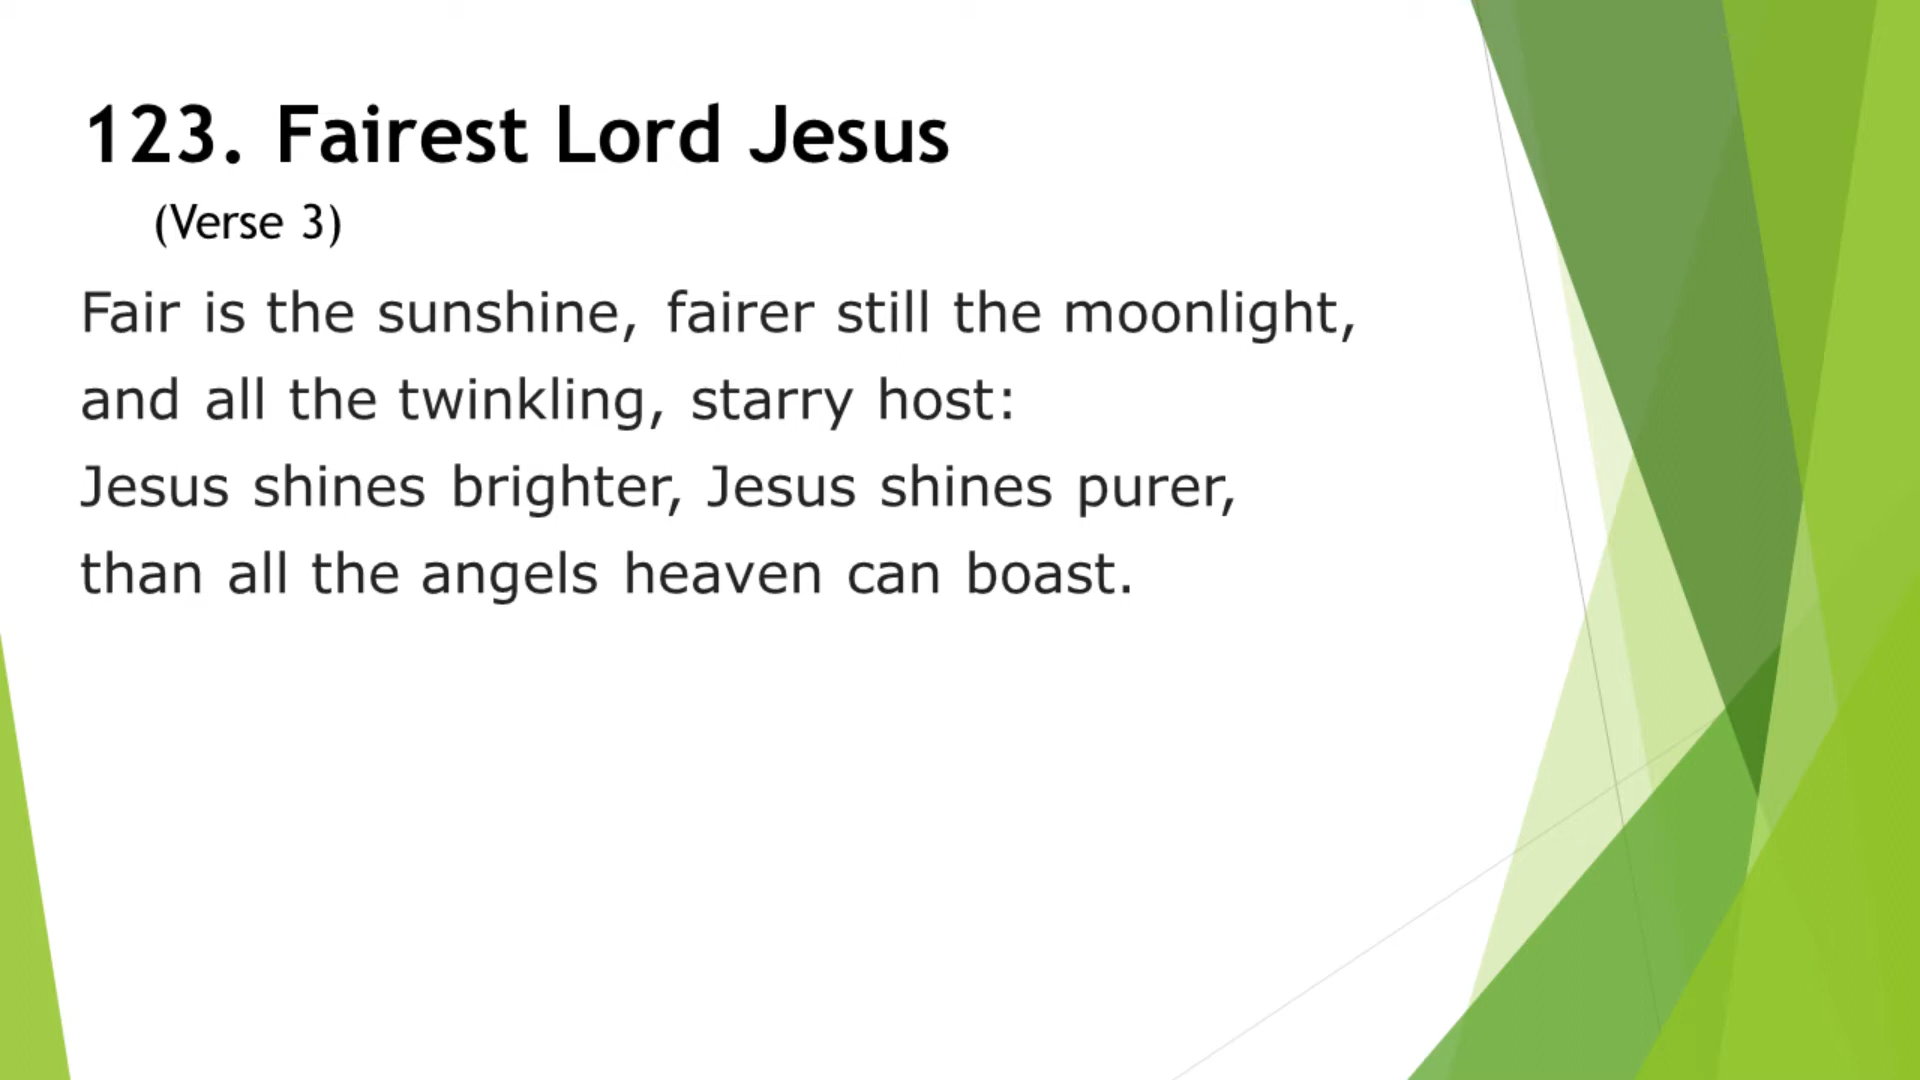 123. Fairest Lord Jesus
(Verse 3)
Fair is the sunshine, fairer still the moonlight,
and all the twinkling, starry host:
Jesus shines brighter, Jesus shines purer,
than all the angels heaven can boast.